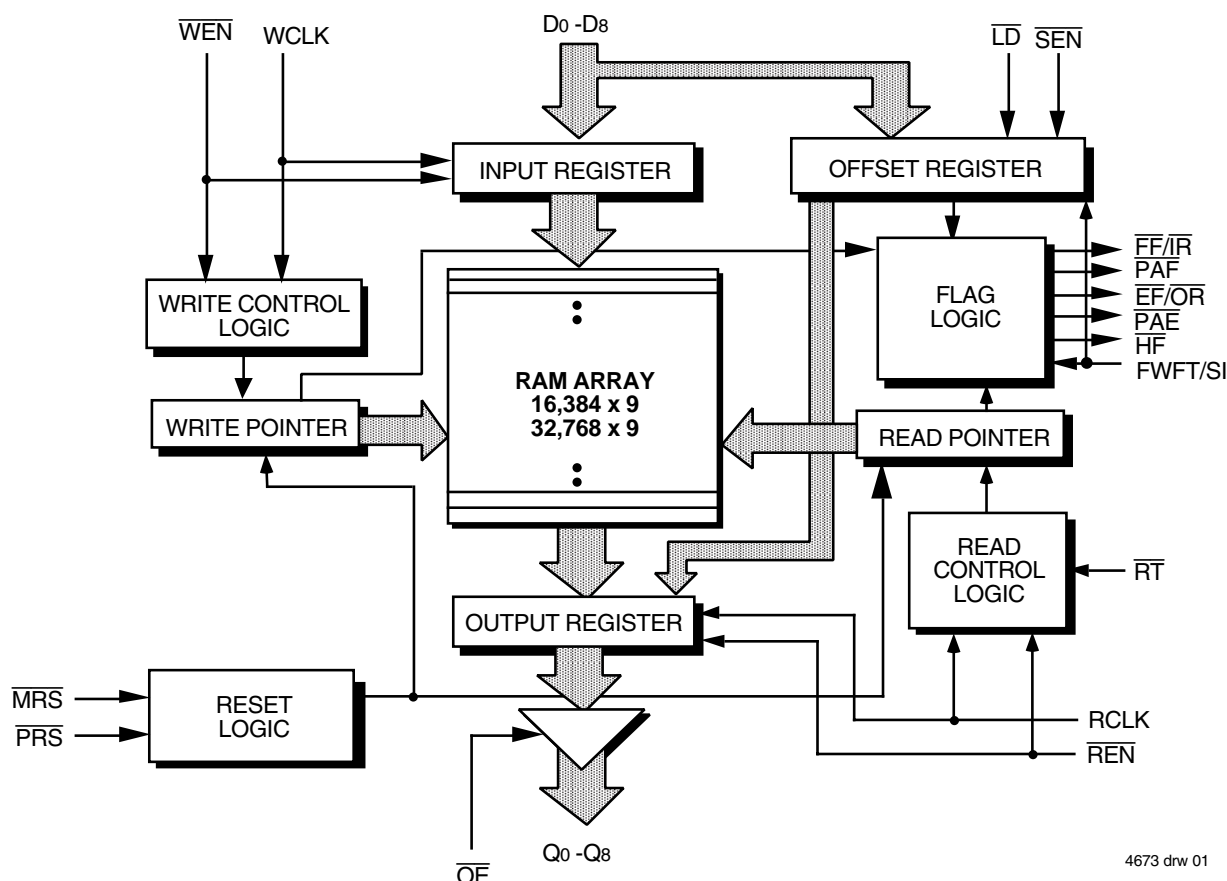 WEN WCLK D0 -D8 LD SEN
INPUT REGISTER
OFFSET REGISTER
WRITE CONTROL
LOGIC
FLAG
LOGIC
FF/IR
PAF
EF/OR
PAE
HF
FWFT/SI
RAM ARRAY
16,384 x 9
32,768 x 9
WRITE POINTER
READ POINTER
READ
CONTROL
LOGIC
RT
OUTPUT REGISTER
MRS
PRS
RESET
LOGIC
RCLK
REN
OE
Q0 -Q8
4673 drw 01